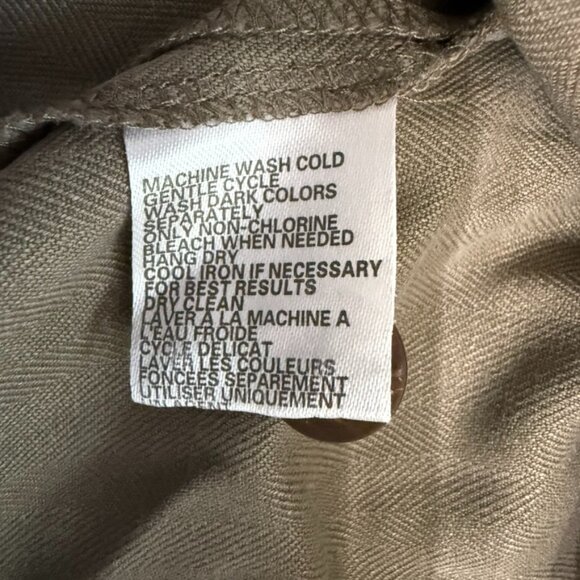 MACHINE WASH COLD
GENTLE CYCLE
WASH DARK COLORS
SEPARATELY
ONLY NON-CHLORINE
BLEACH WHEN NEEDED
HANG DRY
COOL IRON IF NECESSARY
FOR BEST RESULTS
DRY CLEAN
LAVER A LA MACHINE A
L'EAU FROIDE
CYCLE DELICAT
LAVER LES COULEURS
FONCEES SEPAREMENT
UTILISER UNIQUEMENT